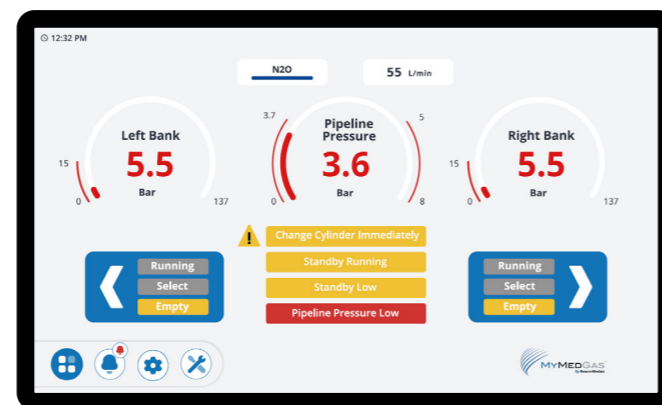 12:32 PM
N2O
55 L/min
Left Bank
5.5
Bar
15
0
137
Pipeline
Pressure
3.6
Bar
3.7
5
0
8
Right Bank
5.5
Bar
15
0
137
Change Cylinder Immediately
Standby Running
Standby Low
Pipeline Pressure Low
Running
Select
Empty
Running
Select
Empty
MYMEDGAS